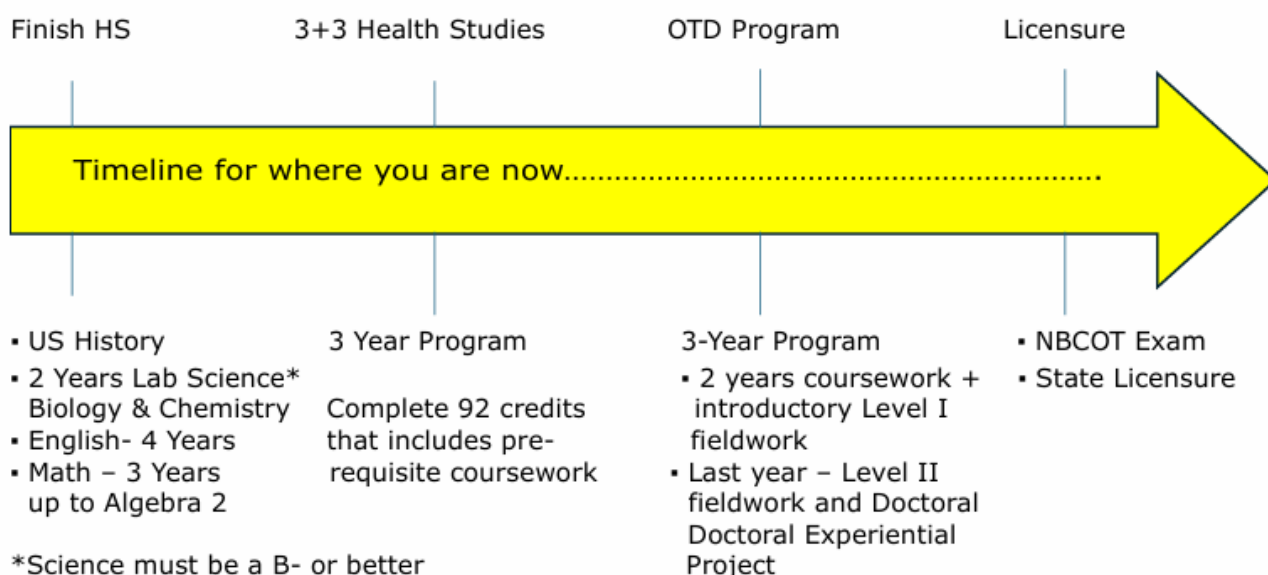 Finish HS
3+3 Health Studies
OTD Program
Licensure
Timeline for where you are now……………………………………………………….
▪ US History
▪ 2 Years Lab Science*
Biology & Chemistry
▪ English- 4 Years
▪ Math – 3 Years
up to Algebra 2
*Science must be a B- or better
3 Year Program
Complete 92 credits
that includes pre-
requisite coursework
3-Year Program
▪ 2 years coursework +
introductory Level I
fieldwork
▪ Last year – Level II
fieldwork and Doctoral
Doctoral Experiential
Project
▪ NBCOT Exam
▪ State Licensure